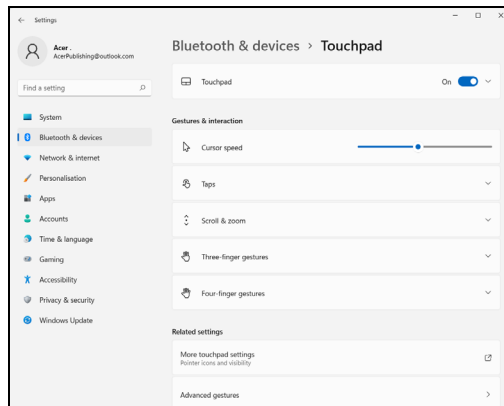 Settings
Acer .
AcerPublishing@outlook.com
Find a setting
System
Bluetooth & devices
Network & internet
Personalisation
Apps
Accounts
Time & language
Gaming
Accessibility
Privacy & security
Windows Update
Bluetooth & devices > Touchpad
Touchpad
On
Gestures & interaction
Cursor speed
Taps
Scroll & zoom
Three-finger gestures
Four-finger gestures
Related settings
More touchpad settings
Pointer icons and visibility
Advanced gestures